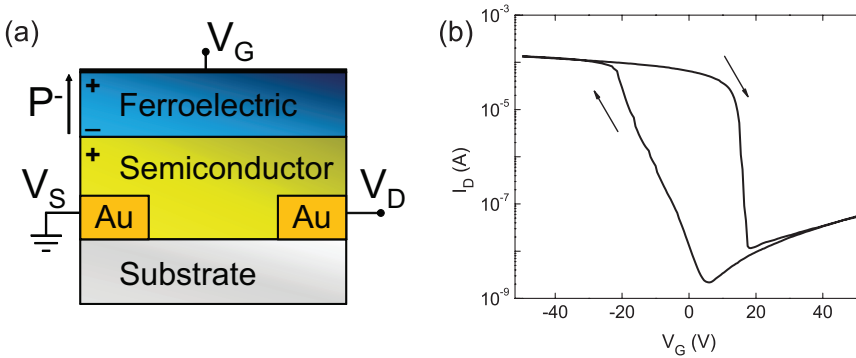 (a)
V_G
+
Ferroelectric
P-
–
+
Semiconductor
V_S
V_D
Au
Au
Substrate
(b)
10^-3
10^-5
I_D (A)
10^-7
10^-9
-40 -20 0 20 40
V_G (V)